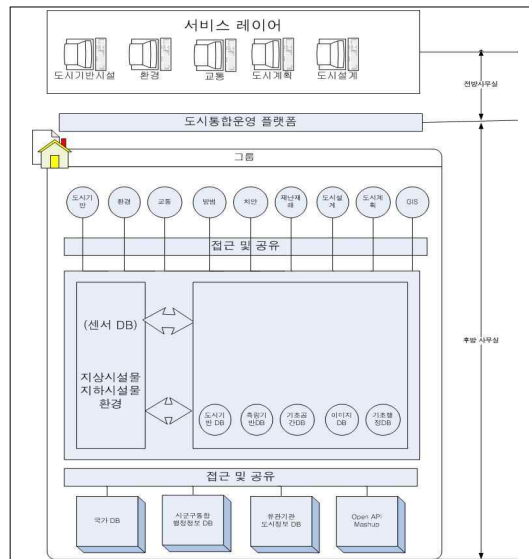 서비스 레이어
도시기반시설
환경
교통
도시계획
도시설계
전방사무실
도시통합운영 플랫폼
그룹
도시기
반
환경
교통
방범
치안
재난재
해
도시설
계
도시계
획
GIS
접근 및 공유
(센서 DB)
지상시설물
지하시설물
환경
도시기
반 DB
측량기
반DB
기초공
간DB
이미지
DB
기초행
정DB
후방 사무실
접근 및 공유
국가 DB
시군구통합
행정정보 DB
유관기관
도시정보 DB
Open API
Mashup